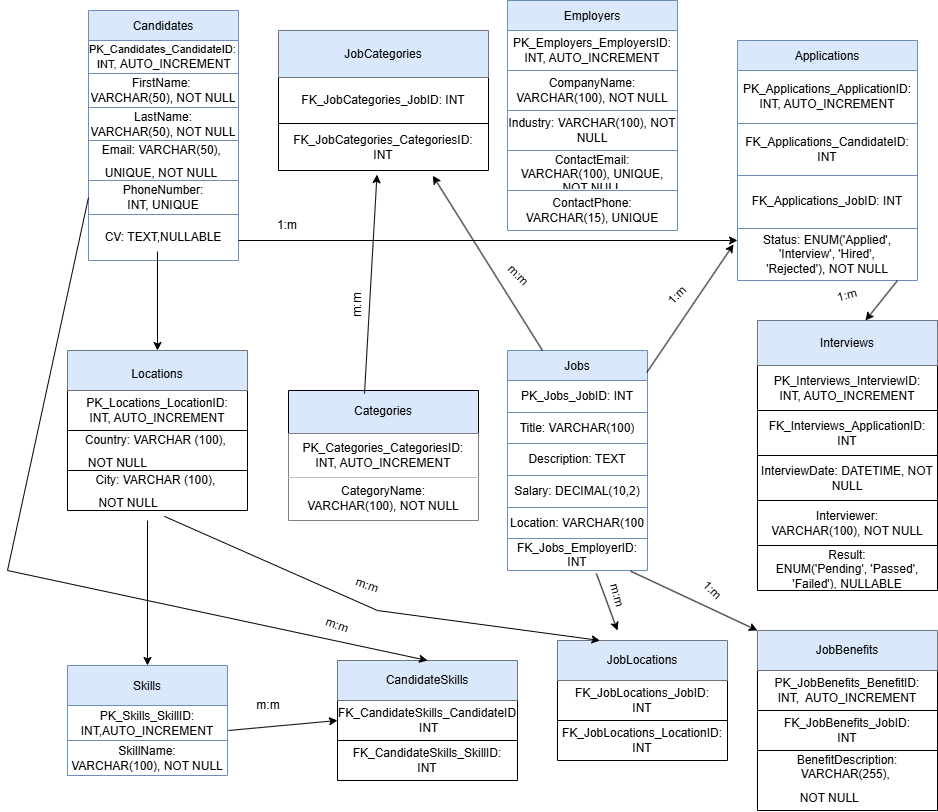 Candidates
PK_Candidates_CandidateID:
INT, AUTO_INCREMENT
FirstName:
VARCHAR(50), NOT NULL
LastName:
VARCHAR(50), NOT NULL
Email: VARCHAR(50),
UNIQUE, NOT NULL
PhoneNumber:
INT, UNIQUE
CV: TEXT,NULLABLE
JobCategories
FK_JobCategories_JobID: INT
FK_JobCategories_CategoriesID:
INT
Employers
PK_Employers_EmployersID:
INT, AUTO_INCREMENT
CompanyName:
VARCHAR(100), NOT NULL
Industry: VARCHAR(100), NOT
NULL
ContactEmail:
VARCHAR(100), UNIQUE,
NOT NULL
ContactPhone:
VARCHAR(15), UNIQUE
Applications
PK_Applications_ApplicationID:
INT, AUTO_INCREMENT
FK_Applications_CandidateID:
INT
FK_Applications_JobID: INT
Status: ENUM('Applied',
'Interview', 'Hired',
'Rejected'), NOT NULL
1:m
m:m
m:m
1:m
1:m
Locations
PK_Locations_LocationID:
INT, AUTO_INCREMENT
Country: VARCHAR (100),
NOT NULL
City: VARCHAR (100),
NOT NULL
Categories
PK_Categories_CategoriesID:
INT, AUTO_INCREMENT
CategoryName:
VARCHAR(100), NOT NULL
Jobs
PK_Jobs_JobID: INT
Title: VARCHAR(100)
Description: TEXT
Salary: DECIMAL(10,2)
Location: VARCHAR(100
FK_Jobs_EmployerID:
INT
Interviews
PK_Interviews_InterviewID:
INT, AUTO_INCREMENT
FK_Interviews_ApplicationID:
INT
InterviewDate: DATETIME, NOT
NULL
Interviewer:
VARCHAR(100), NOT NULL
Result:
ENUM('Pending', 'Passed',
'Failed'), NULLABLE
m:m
m:m
m:m
1:m
Skills
PK_Skills_SkillID:
INT,AUTO_INCREMENT
SkillName:
VARCHAR(100), NOT NULL
m:m
CandidateSkills
FK_CandidateSkills_CandidateID
INT
FK_CandidateSkills_SkillID:
INT
JobLocations
FK_JobLocations_JobID:
INT
FK_JobLocations_LocationID:
INT
JobBenefits
PK_JobBenefits_BenefitID:
INT, AUTO_INCREMENT
FK_JobBenefits_JobID:
INT
BenefitDescription:
VARCHAR(255),
NOT NULL